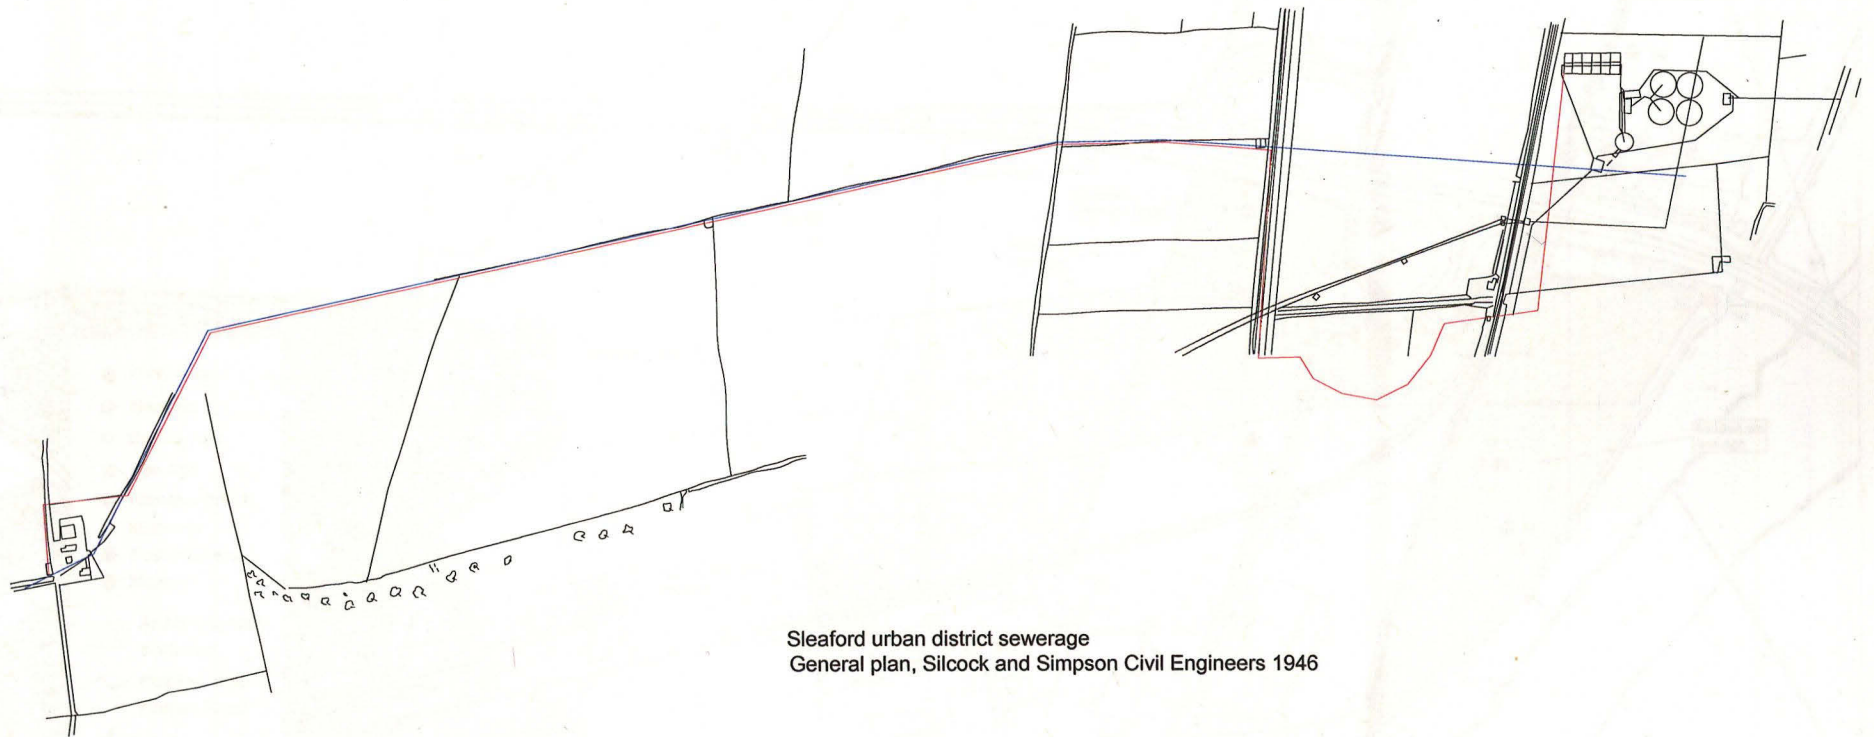 Sleaford urban district sewerage
General plan, Silcock and Simpson Civil Engineers 1946